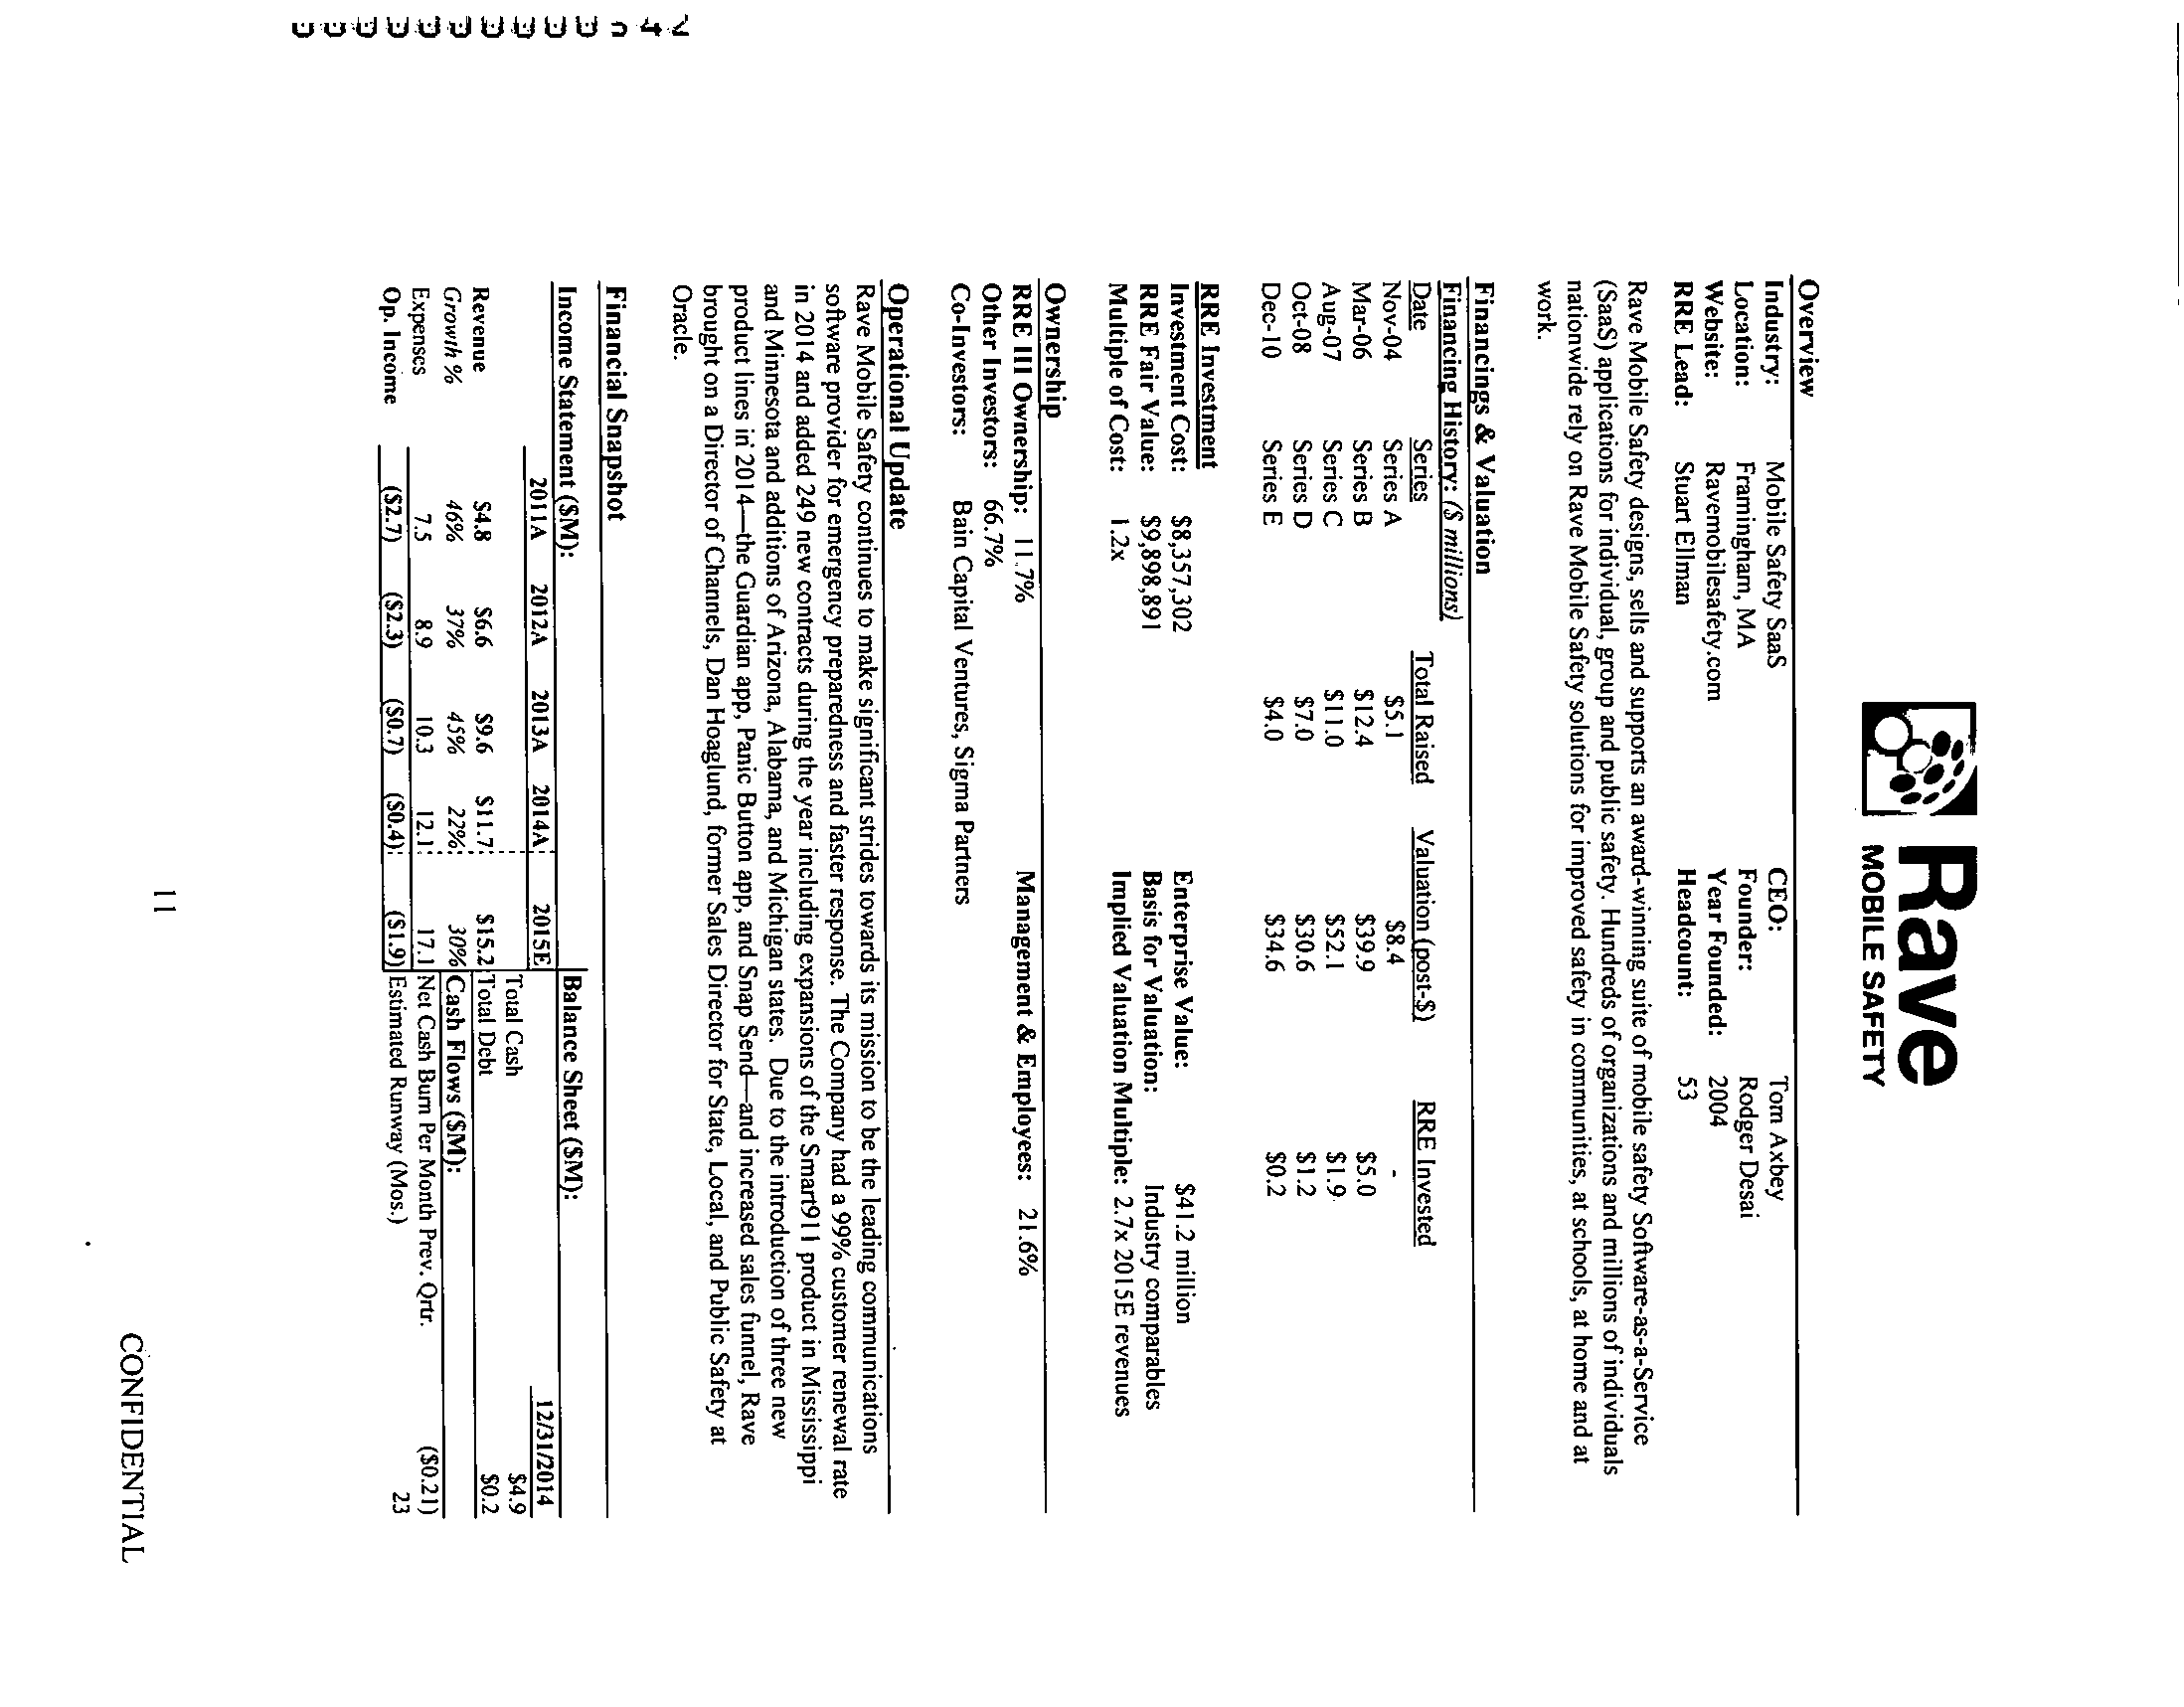 Rave
MOBILE SAFETY
Overview
Industry: Mobile Safety SaaS CEO: Tom Axbey
Location: Framingham, MA Founder: Rodger Desai
Website: Ravemobilesafety.com Year Founded: 2004
RRE Lead: Stuart Ellman Headcount: 53
Rave Mobile Safety designs, sells and supports an award-winning suite of mobile safety Software-as-a-Service
(SaaS) applications for individual, group and public safety. Hundreds of organizations and millions of individuals
nationwide rely on Rave Mobile Safety solutions for improved safety in communities, at schools, at home and at
work.
Financings & Valuation
Financing History: ($ millions)
Date Series Total Raised Valuation (post-$) RRE Invested
Nov-04 Series A $5.1 $8.4 -
Mar-06 Series B $12.4 $39.9 $5.0
Aug-07 Series C $11.0 $52.1 $1.9
Oct-08 Series D $7.0 $30.6 $1.2
Dec-10 Series E $4.0 $34.6 $0.2
RRE Investment
Investment Cost: $8,357,302 Enterprise Value: $41.2 million
RRE Fair Value: $9,898,891 Basis for Valuation: Industry comparables
Multiple of Cost: 1.2x Implied Valuation Multiple: 2.7x 2015E revenues
Ownership
RRE III Ownership: 11.7% Management & Employees: 21.6%
Other Investors: 66.7%
Co-Investors: Bain Capital Ventures, Sigma Partners
Operational Update
Rave Mobile Safety continues to make significant strides towards its mission to be the leading communications
software provider for emergency preparedness and faster response. The Company had a 99% customer renewal rate
in 2014 and added 249 new contracts during the year including expansions of the Smart911 product in Mississippi
and Minnesota and additions of Arizona, Alabama, and Michigan states. Due to the introduction of three new
product lines in 2014—the Guardian app, Panic Button app, and Snap Send—and increased sales funnel, Rave
brought on a Director of Channels, Dan Hoaglund, former Sales Director for State, Local, and Public Safety at
Oracle.
Financial Snapshot
Income Statement ($M): Balance Sheet ($M):
2011A 2012A 2013A 2014A 2015E 12/31/2014
Total Cash $4.9
Revenue $4.8 $6.6 $9.6 $11.7 $15.2 Total Debt $0.2
Growth % 46% 37% 45% 22% 30% Cash Flows ($M):
Expenses 7.5 8.9 10.3 12.1 17.1 Net Cash Burn Per Month Prev. Qrtr. ($0.21)
Op. Income ($2.7) ($2.3) ($0.7) ($0.4) ($1.9) Estimated Runway (Mos.) 23
11
CONFIDENTIAL